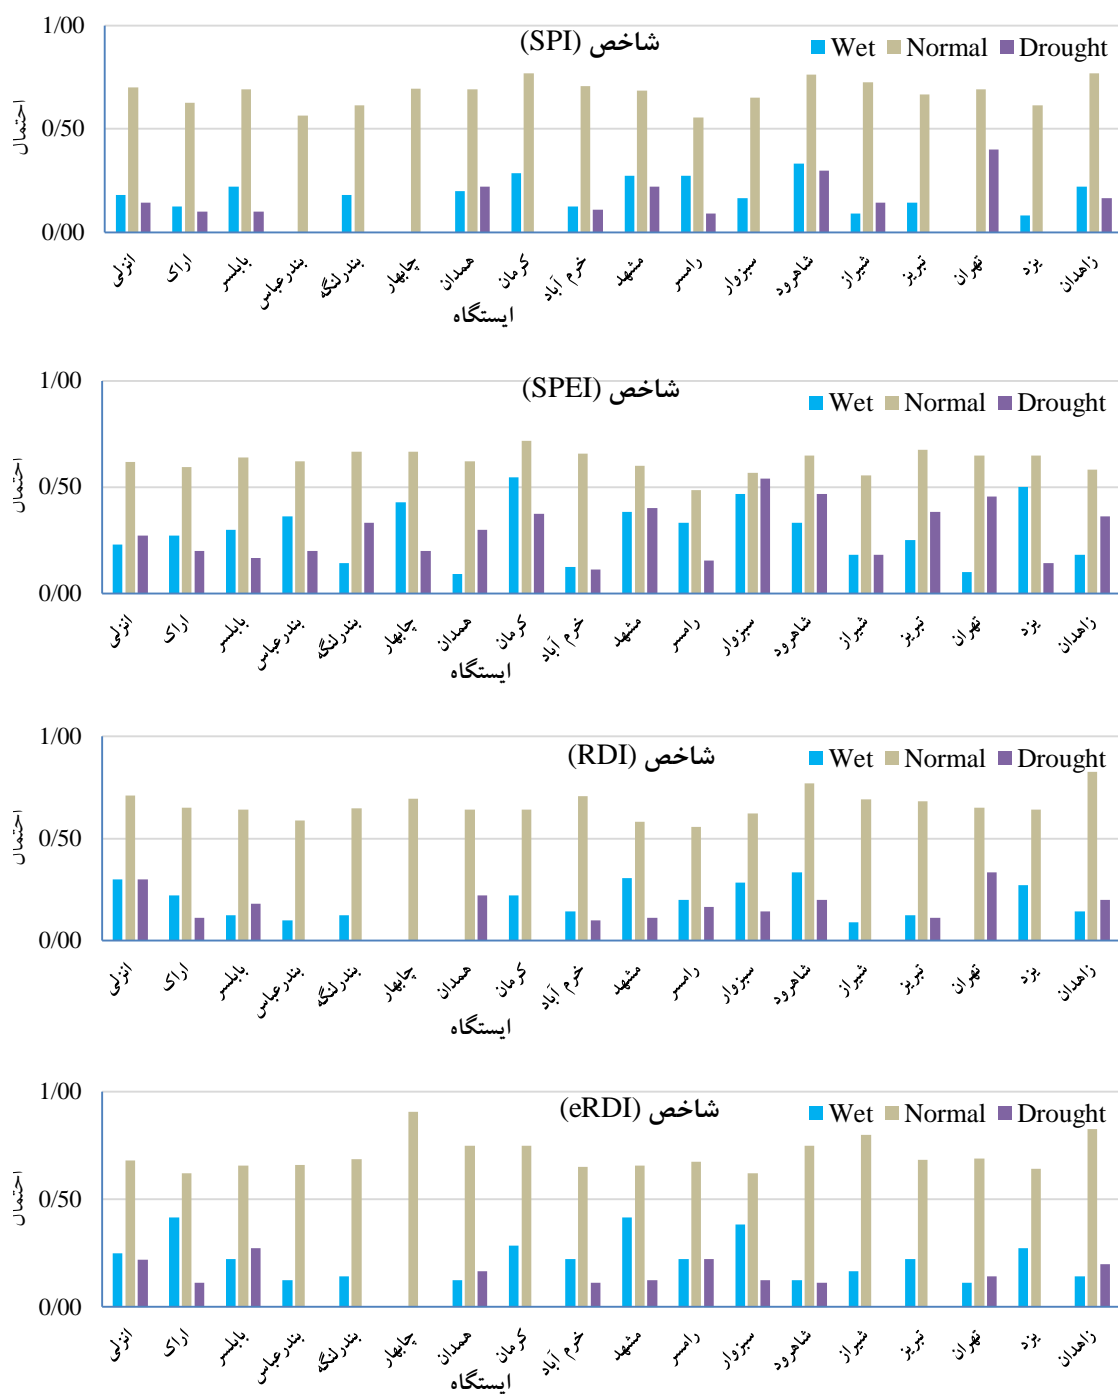 شاخص (SPI)
Wet Normal Drought
1/00
0/50
0/00
احتمال
انزلی اراک بابلسر بندرعباس بندرلنگه چابهار همدان کرمان خرم آباد مشهد رامسر سبزوار شاهرود شیراز تبریز تهران یزد زاهدان
ایستگاه
شاخص (SPEI)
Wet Normal Drought
1/00
0/50
0/00
احتمال
انزلی اراک بابلسر بندرعباس بندرلنگه چابهار همدان کرمان خرم آباد مشهد رامسر سبزوار شاهرود شیراز تبریز تهران یزد زاهدان
ایستگاه
شاخص (RDI)
Wet Normal Drought
1/00
0/50
0/00
احتمال
انزلی اراک بابلسر بندرعباس بندرلنگه چابهار همدان کرمان خرم آباد مشهد رامسر سبزوار شاهرود شیراز تبریز تهران یزد زاهدان
ایستگاه
شاخص (eRDI)
Wet Normal Drought
1/00
0/50
0/00
احتمال
انزلی اراک بابلسر بندرعباس بندرلنگه چابهار همدان کرمان خرم آباد مشهد رامسر سبزوار شاهرود شیراز تبریز تهران یزد زاهدان
ایستگاه